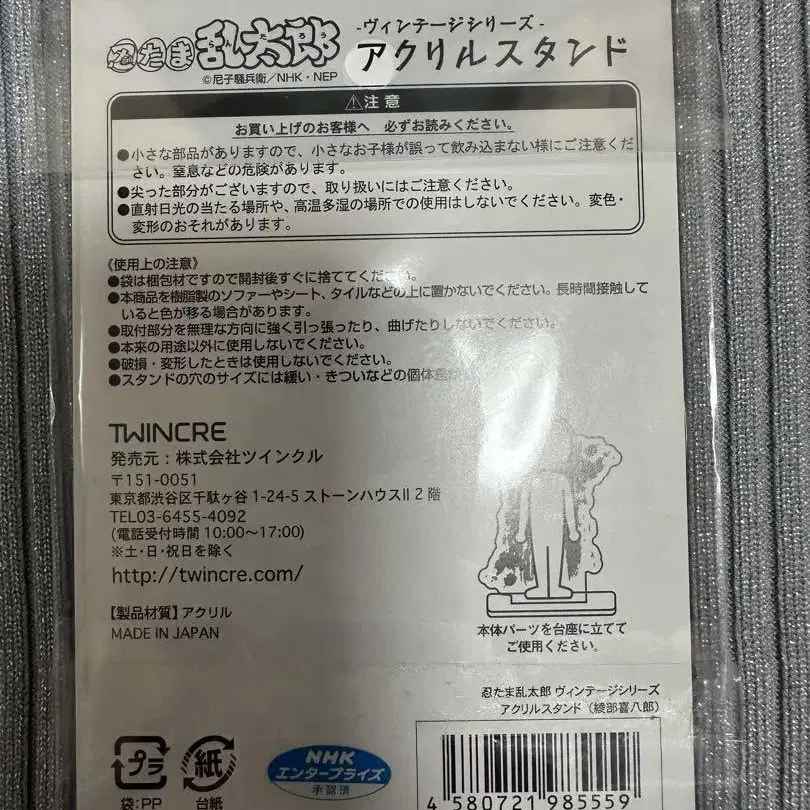 忍たま乱太郎
らんたろう
-ヴィンテージシリーズ-
アクリルスタンド
©尼子騒兵衛／NHK・NEP
⚠注意
お買い上げのお客様へ 必ずお読みください。
●小さな部品がありますので、小さなお子様が誤って飲み込まない様にご注意くだ
さい。窒息などの危険があります。
●尖った部分がございますので、取り扱いにはご注意ください。
●直射日光の当たる場所や、高温多湿の場所での使用はしないでください。変色・
変形のおそれがあります。
《使用上の注意》
●袋は梱包材ですので開封後すぐに捨ててください。
●本商品を樹脂製のソファーやシート、タイルなどの上に置かないでください。長時間接触して
いると色が移る場合があります。
●取付部分を無理な方向に強く引っ張ったり、曲げたりしないでください。
●本来の用途以外に使用しないでください。
●破損・変形したときは使用しないでください。
●スタンドの穴のサイズには緩い・きついなどの個体差
TWINCRE
発売元：株式会社ツインクル
〒151-0051
東京都渋谷区千駄ヶ谷 1-24-5 ストーンハウスII 2 階
TEL03-6455-4092
(電話受付時間 10:00〜17:00)
※土・日・祝日を除く
http://twincre.com/
【製品材質】アクリル
MADE IN JAPAN
本体パーツを台座に立てて
ご使用ください。
忍たま乱太郎 ヴィンテージシリーズ
アクリルスタンド（綾部喜八郎）
プラ
袋:PP
紙
台紙
NHK
エンタープライズ
承認済
4 580721 985559